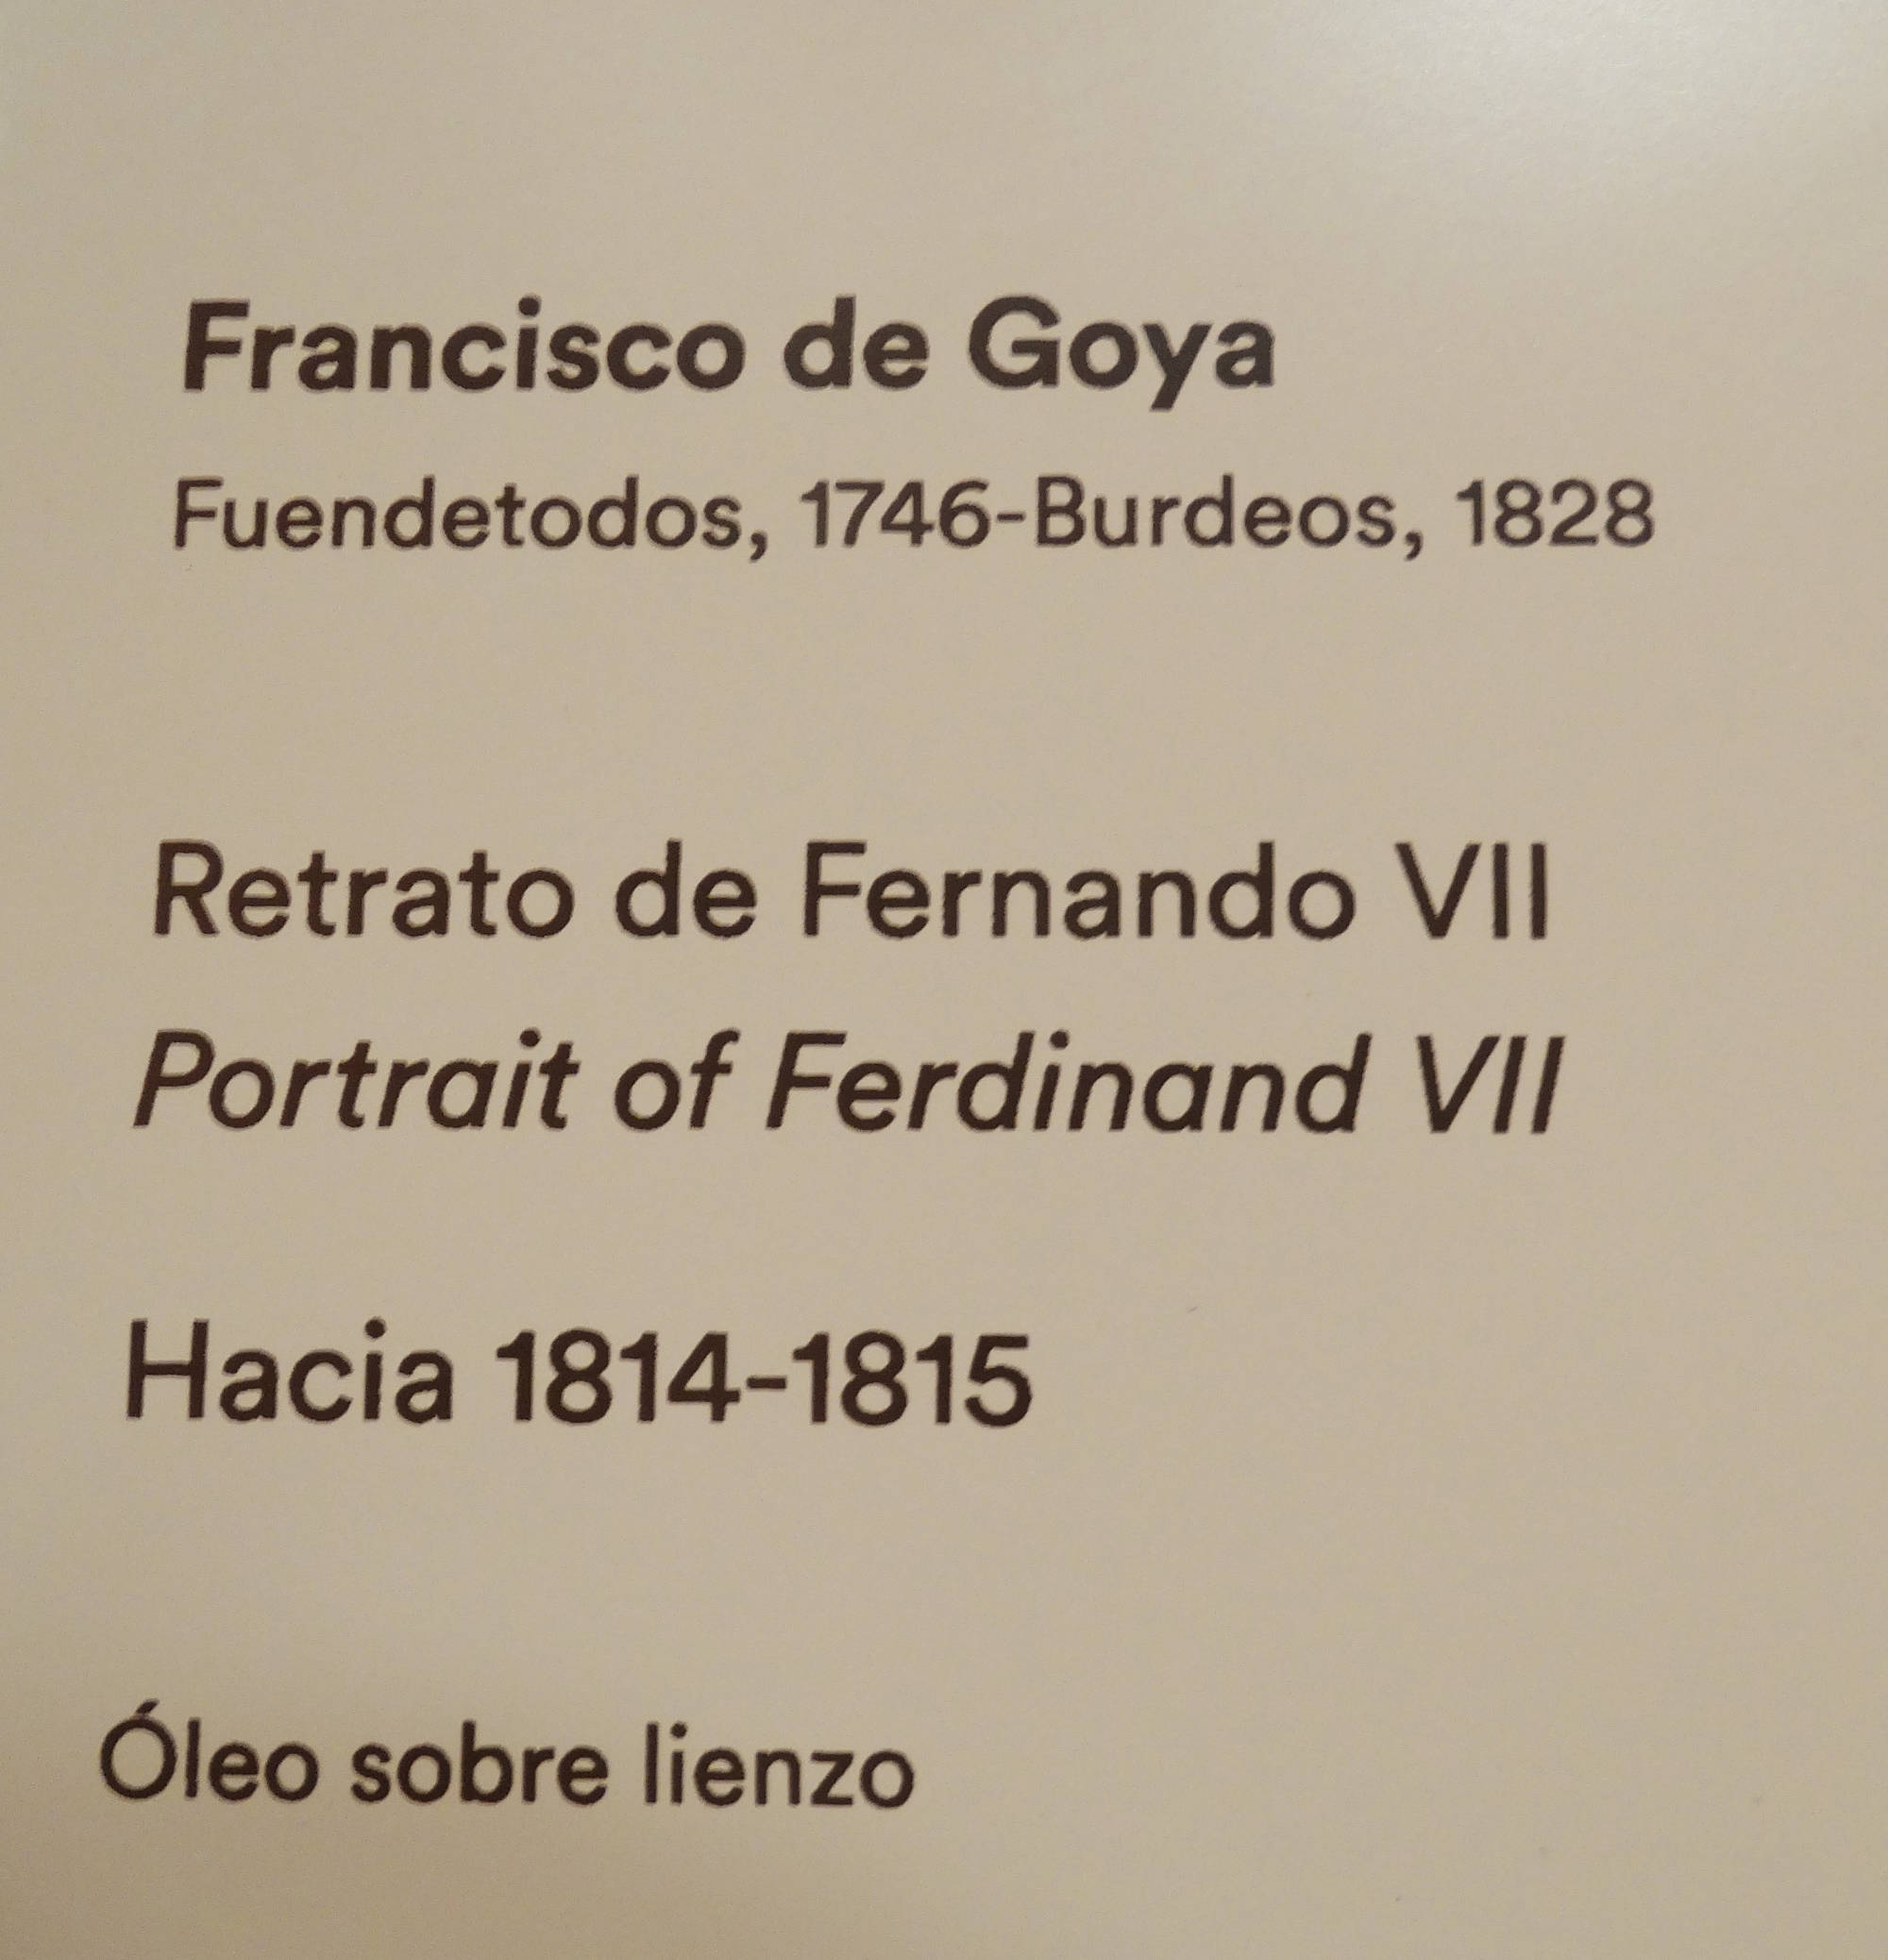 Francisco de Goya
Fuendetodos, 1746-Burdeos, 1828
Retrato de Fernando VII
Portrait of Ferdinand VII
Hacia 1814-1815
Óleo sobre lienzo